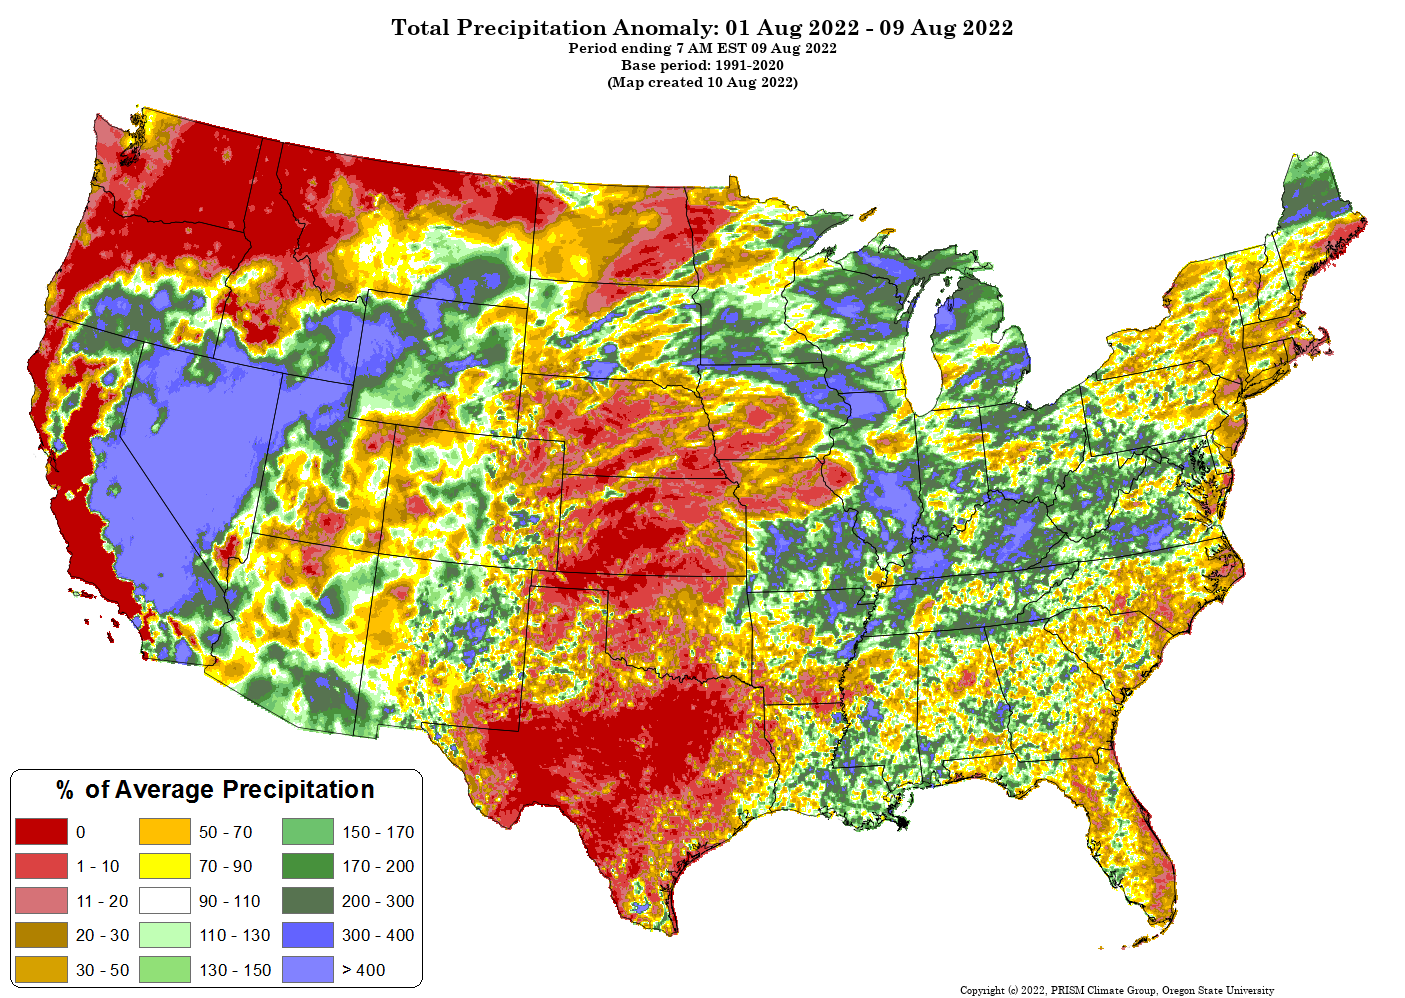 Total Precipitation Anomaly: 01 Aug 2022 - 09 Aug 2022
Period ending 7 AM EST 09 Aug 2022
Base period: 1991-2020
(Map created 10 Aug 2022)
% of Average Precipitation
0
1 - 10
11 - 20
20 - 30
30 - 50
50 - 70
70 - 90
90 - 110
110 - 130
130 - 150
150 - 170
170 - 200
200 - 300
300 - 400
> 400
Copyright (c) 2022, PRISM Climate Group, Oregon State University